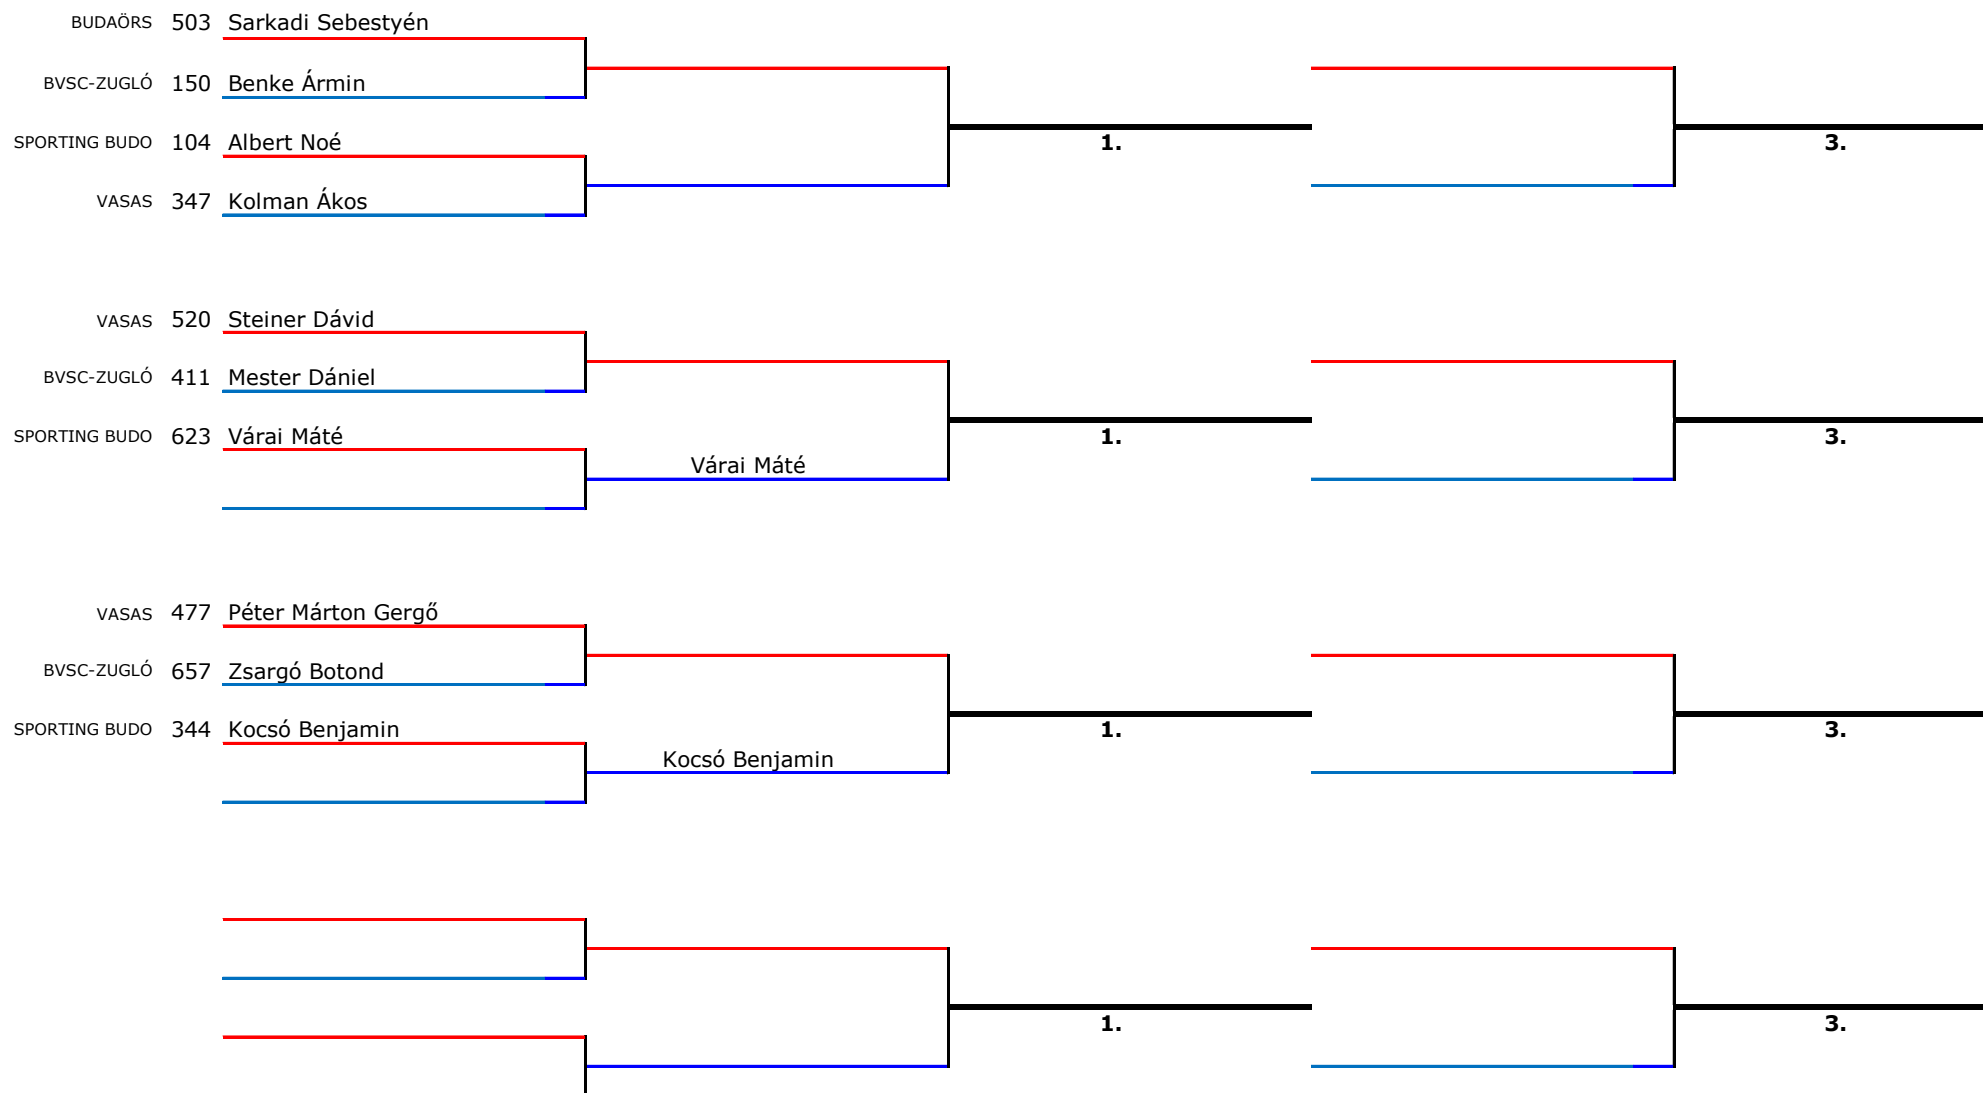 BUDAÖRS 503 Sarkadi Sebestyén
BVSC-ZUGLÓ 150 Benke Ármin
SPORTING BUDO 104 Albert Noé 1. 3.
VASAS 347 Kolman Ákos
VASAS 520 Steiner Dávid
BVSC-ZUGLÓ 411 Mester Dániel
SPORTING BUDO 623 Várai Máté 1. 3.
Várai Máté
VASAS 477 Péter Márton Gergő
BVSC-ZUGLÓ 657 Zsargó Botond
SPORTING BUDO 344 Kocsó Benjamin 1. 3.
Kocsó Benjamin
1. 3.